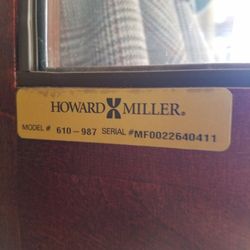 HOWARD MILLER®
MODEL # 610-987 SERIAL #MF0022640411